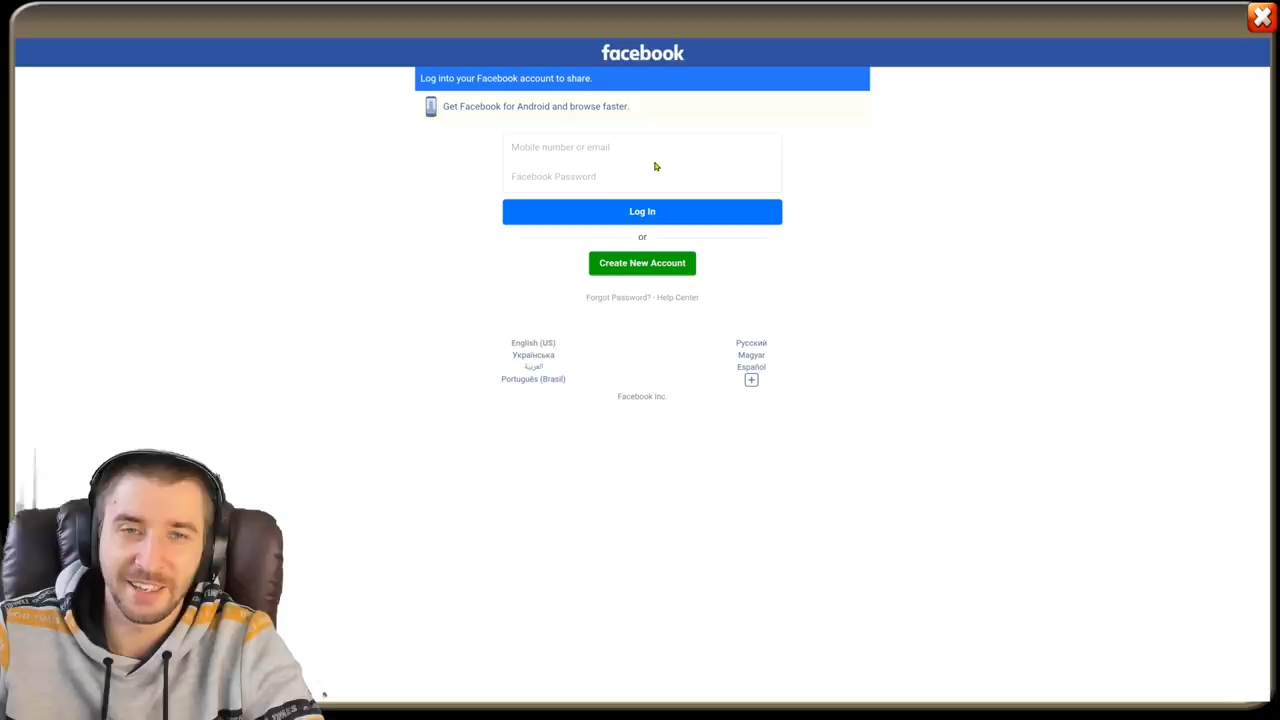 facebook
Log into your Facebook account to share.
Get Facebook for Android and browse faster.
Mobile number or email
Facebook Password
Log In
or
Create New Account
Forgot Password? · Help Center
English (US)
Русский
Українська
Magyar
العربية
Español
Português (Brasil)
Facebook Inc.